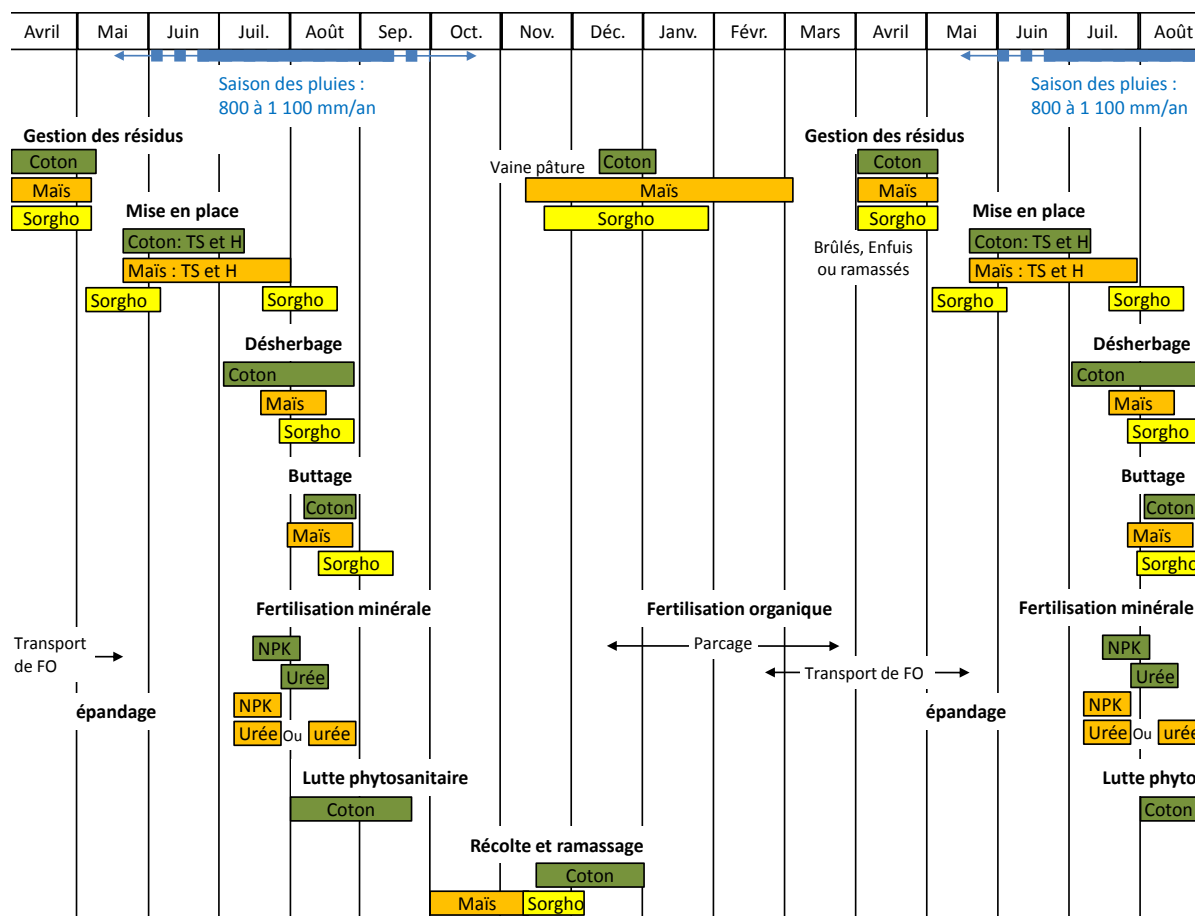 Avril Mai Juin Juil. Août Sep. Oct. Nov. Déc. Janv. Févr. Mars Avril Mai Juin Juil. Août
Saison des pluies : Saison des pluies :
800 à 1 100 mm/an 800 à 1 100 mm/an
Gestion des résidus Gestion des résidus
Coton Vaine pâture Coton Coton
Maïs Maïs Maïs
Sorgho Mise en place Sorgho Sorgho Mise en place
Coton: TS et H Brûlés, Enfuis Coton: TS et H
Maïs : TS et H ou ramassés Maïs : TS et H
Sorgho Sorgho Sorgho Sorgho
Désherbage Désherbage
Coton Coton
Maïs Maïs
Sorgho Sorgho
Buttage Buttage
Coton Coton
Maïs Maïs
Sorgho Sorgho
Fertilisation minérale Fertilisation organique Fertilisation minérale
Transport NPK Parcage NPK
de FO Urée Transport de FO Urée
épandage NPK épandage NPK
Urée Ou urée Urée Ou urée
Lutte phytosanitaire Lutte phyto
Coton Coton
Récolte et ramassage
Coton
Maïs Sorgho